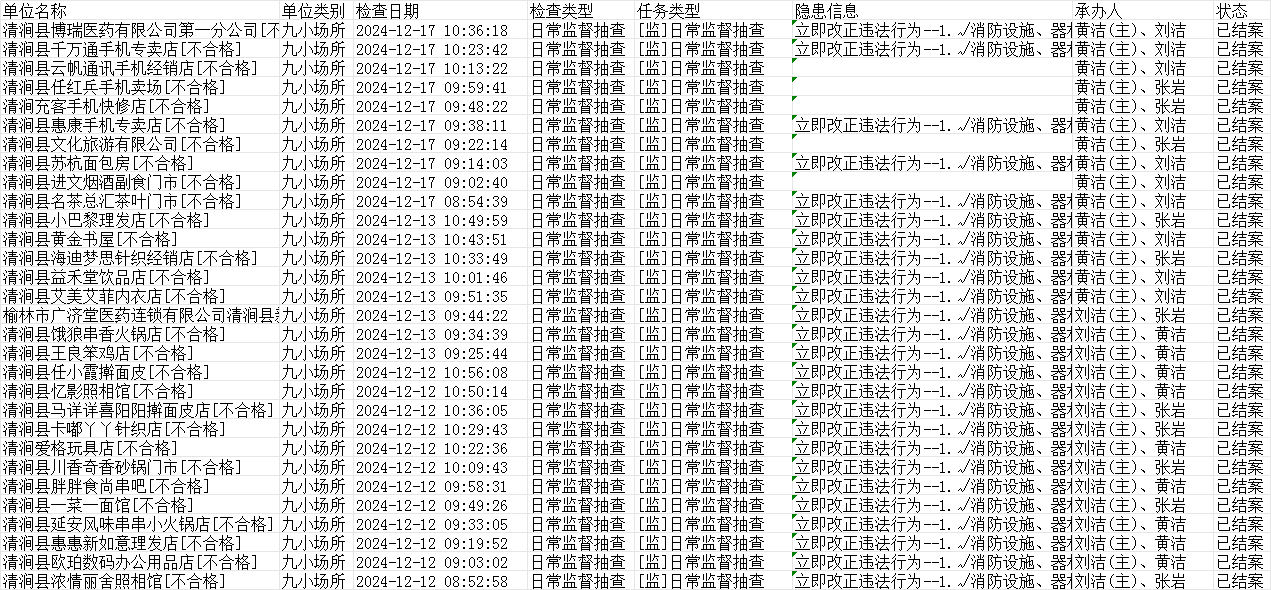 单位名称 单位类别 检查日期 检查类型 任务类型 隐患信息 承办人 状态
清涧县博瑞医药有限公司第一分公司[不 九小场所 2024-12-17 10:36:18 日常监督抽查 [监]日常监督抽查 立即改正违法行为--1.√消防设施、器 黄洁(主)、刘洁 已结案
清涧县千万通手机专卖店[不合格] 九小场所 2024-12-17 10:23:42 日常监督抽查 [监]日常监督抽查 立即改正违法行为--1.√消防设施、器 黄洁(主)、刘洁 已结案
清涧县云帆通讯手机经销店[不合格] 九小场所 2024-12-17 10:13:22 日常监督抽查 [监]日常监督抽查 黄洁(主)、刘洁 已结案
清涧县任红兵手机卖场[不合格] 九小场所 2024-12-17 09:59:41 日常监督抽查 [监]日常监督抽查 黄洁(主)、张岩 已结案
清涧充客手机快修店[不合格] 九小场所 2024-12-17 09:48:22 日常监督抽查 [监]日常监督抽查 黄洁(主)、张岩 已结案
清涧县惠康手机专卖店[不合格] 九小场所 2024-12-17 09:38:11 日常监督抽查 [监]日常监督抽查 立即改正违法行为--1.√消防设施、器 黄洁(主)、刘洁 已结案
清涧县文化旅游有限公司[不合格] 九小场所 2024-12-17 09:22:14 日常监督抽查 [监]日常监督抽查 黄洁(主)、张岩 已结案
清涧县苏杭面包房[不合格] 九小场所 2024-12-17 09:14:03 日常监督抽查 [监]日常监督抽查 立即改正违法行为--1.√消防设施、器 黄洁(主)、刘洁 已结案
清涧县进文烟酒副食门市[不合格] 九小场所 2024-12-17 09:02:40 日常监督抽查 [监]日常监督抽查 黄洁(主)、刘洁 已结案
清涧县名茶总汇茶叶门市[不合格] 九小场所 2024-12-17 08:54:39 日常监督抽查 [监]日常监督抽查 立即改正违法行为--1.√消防设施、器 黄洁(主)、刘洁 已结案
清涧县小巴黎理发店[不合格] 九小场所 2024-12-13 10:49:59 日常监督抽查 [监]日常监督抽查 立即改正违法行为--1.√消防设施、器 黄洁(主)、张岩 已结案
清涧县黄金书屋[不合格] 九小场所 2024-12-13 10:43:51 日常监督抽查 [监]日常监督抽查 立即改正违法行为--1.√消防设施、器 黄洁(主)、刘洁 已结案
清涧县海迪梦思针织经销店[不合格] 九小场所 2024-12-13 10:33:49 日常监督抽查 [监]日常监督抽查 立即改正违法行为--1.√消防设施、器 黄洁(主)、张岩 已结案
清涧县益禾堂饮品店[不合格] 九小场所 2024-12-13 10:01:46 日常监督抽查 [监]日常监督抽查 立即改正违法行为--1.√消防设施、器 黄洁(主)、刘洁 已结案
清涧县艾美艾菲内衣店[不合格] 九小场所 2024-12-13 09:51:35 日常监督抽查 [监]日常监督抽查 立即改正违法行为--1.√消防设施、器 黄洁(主)、刘洁 已结案
榆林市广济堂医药连锁有限公司清涧县 九小场所 2024-12-13 09:44:22 日常监督抽查 [监]日常监督抽查 立即改正违法行为--1.√消防设施、器 刘洁(主)、张岩 已结案
清涧县饿狼串香火锅店[不合格] 九小场所 2024-12-13 09:34:39 日常监督抽查 [监]日常监督抽查 立即改正违法行为--1.√消防设施、器 刘洁(主)、黄洁 已结案
清涧县王良笨鸡店[不合格] 九小场所 2024-12-13 09:25:44 日常监督抽查 [监]日常监督抽查 立即改正违法行为--1.√消防设施、器 刘洁(主)、黄洁 已结案
清涧县任小霞擀面皮[不合格] 九小场所 2024-12-12 10:56:08 日常监督抽查 [监]日常监督抽查 立即改正违法行为--1.√消防设施、器 刘洁(主)、黄洁 已结案
清涧县忆影照相馆[不合格] 九小场所 2024-12-12 10:50:14 日常监督抽查 [监]日常监督抽查 立即改正违法行为--1.√消防设施、器 刘洁(主)、黄洁 已结案
清涧县马详详喜阳阳擀面皮店[不合格] 九小场所 2024-12-12 10:36:05 日常监督抽查 [监]日常监督抽查 立即改正违法行为--1.√消防设施、器 刘洁(主)、张岩 已结案
清涧县卡嘟丫丫针织店[不合格] 九小场所 2024-12-12 10:29:43 日常监督抽查 [监]日常监督抽查 立即改正违法行为--1.√消防设施、器 刘洁(主)、张岩 已结案
清涧爱格玩具店[不合格] 九小场所 2024-12-12 10:22:36 日常监督抽查 [监]日常监督抽查 立即改正违法行为--1.√消防设施、器 刘洁(主)、黄洁 已结案
清涧县川香奇香砂锅门市[不合格] 九小场所 2024-12-12 10:09:43 日常监督抽查 [监]日常监督抽查 立即改正违法行为--1.√消防设施、器 刘洁(主)、张岩 已结案
清涧县胖胖食尚串吧[不合格] 九小场所 2024-12-12 09:58:31 日常监督抽查 [监]日常监督抽查 立即改正违法行为--1.√消防设施、器 刘洁(主)、黄洁 已结案
清涧县一菜一面馆[不合格] 九小场所 2024-12-12 09:49:26 日常监督抽查 [监]日常监督抽查 立即改正违法行为--1.√消防设施、器 刘洁(主)、张岩 已结案
清涧县延安风味串串小火锅店[不合格] 九小场所 2024-12-12 09:33:05 日常监督抽查 [监]日常监督抽查 立即改正违法行为--1.√消防设施、器 刘洁(主)、黄洁 已结案
清涧县惠惠新如意理发店[不合格] 九小场所 2024-12-12 09:19:52 日常监督抽查 [监]日常监督抽查 立即改正违法行为--1.√消防设施、器 刘洁(主)、张岩 已结案
清涧县欧珀数码办公用品店[不合格] 九小场所 2024-12-12 09:03:02 日常监督抽查 [监]日常监督抽查 立即改正违法行为--1.√消防设施、器 刘洁(主)、黄洁 已结案
清涧县浓情丽舍照相馆[不合格] 九小场所 2024-12-12 08:52:58 日常监督抽查 [监]日常监督抽查 立即改正违法行为--1.√消防设施、器 刘洁(主)、张岩 已结案